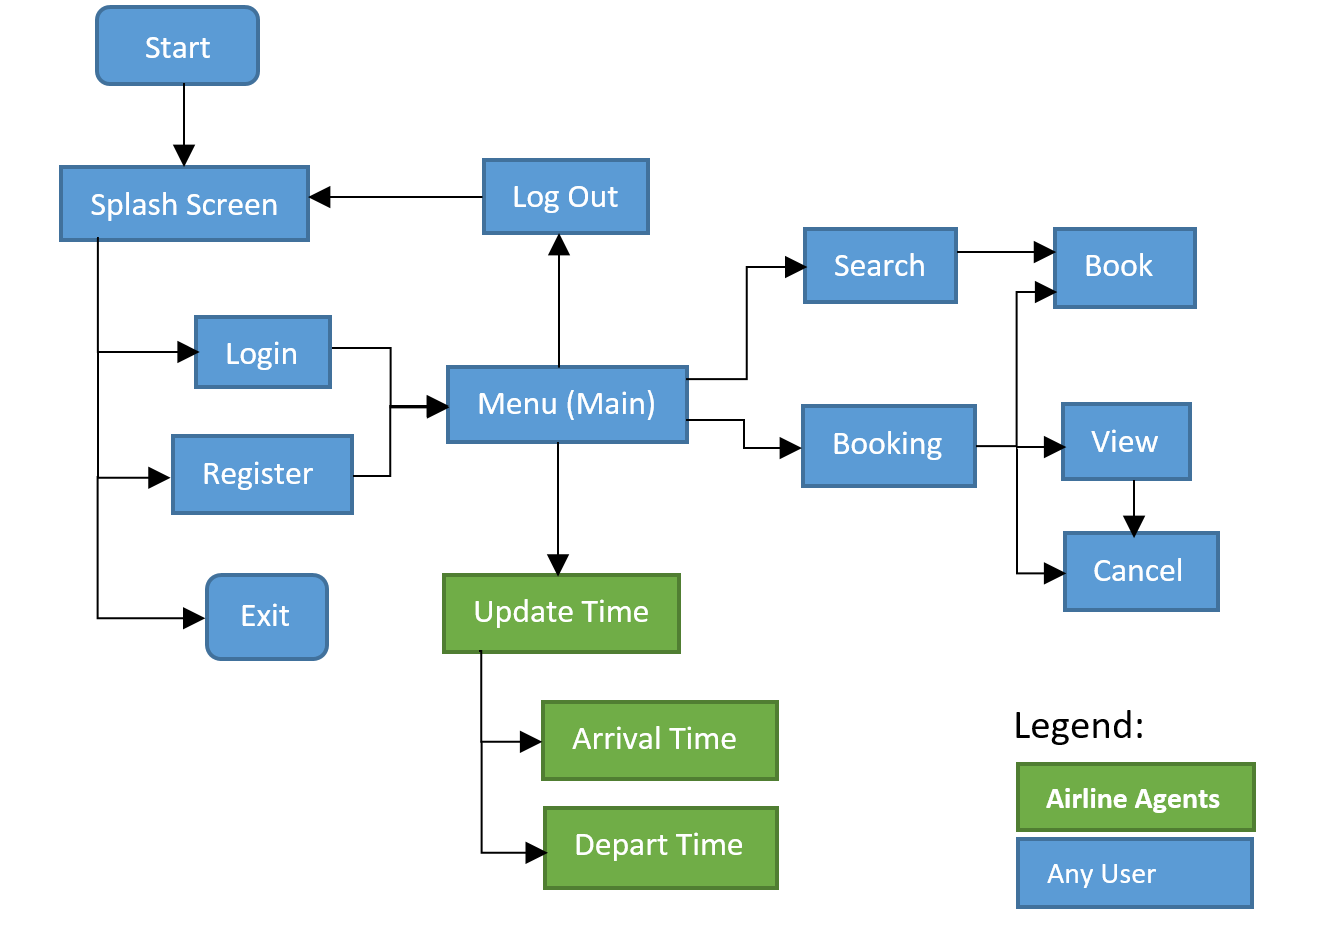 Start
Splash Screen
Log Out
Search
Book
Login
Menu (Main)
Booking
View
Register
Cancel
Exit
Update Time
Arrival Time
Depart Time
Legend:
Airline Agents
Any User